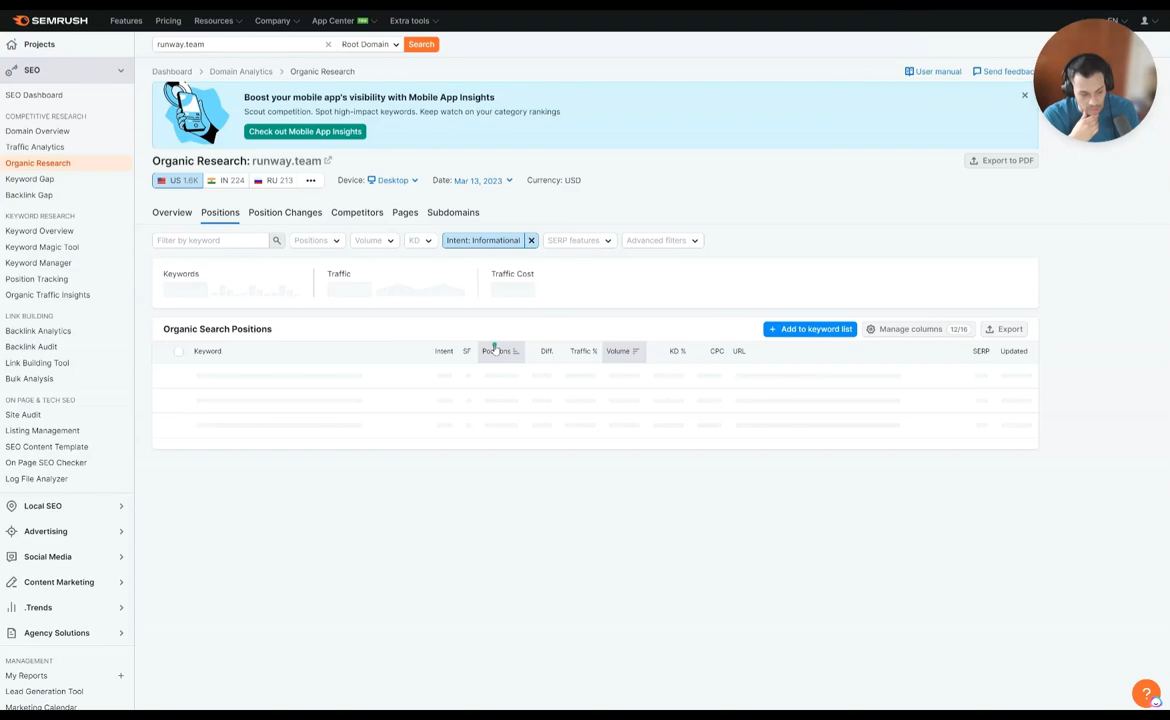 SEMRUSH
Features
Pricing
Resources
Company
App Center
Extra tools
EN
Projects
SEO
SEO Dashboard
COMPETITIVE RESEARCH
Domain Overview
Traffic Analytics
Organic Research
Keyword Gap
Backlink Gap
KEYWORD RESEARCH
Keyword Overview
Keyword Magic Tool
Keyword Manager
Position Tracking
Organic Traffic Insights
LINK BUILDING
Backlink Analytics
Backlink Audit
Link Building Tool
Bulk Analysis
ON PAGE & TECH SEO
Site Audit
Listing Management
SEO Content Template
On Page SEO Checker
Log File Analyzer
Local SEO
Advertising
Social Media
Content Marketing
.Trends
Agency Solutions
MANAGEMENT
My Reports +
Lead Generation Tool
Marketing Calendar
runway.team
Root Domain
Search
Dashboard > Domain Analytics > Organic Research
User manual
Send feedback
Boost your mobile app's visibility with Mobile App Insights
Scout competition. Spot high-impact keywords. Keep watch on your category rankings
Check out Mobile App Insights
Organic Research: runway.team
Export to PDF
US 1.6K
IN 224
RU 213
•••
Device: Desktop
Date: Mar 13, 2023
Currency: USD
Overview
Positions
Position Changes
Competitors
Pages
Subdomains
Filter by keyword
Positions
Volume
KD
Intent: Informational
SERP features
Advanced filters
Keywords
Traffic
Traffic Cost
Organic Search Positions
+ Add to keyword list
Manage columns 12/16
Export
Keyword
Intent
SF
Positions
Diff.
Traffic %
Volume
KD %
CPC
URL
SERP
Updated
?